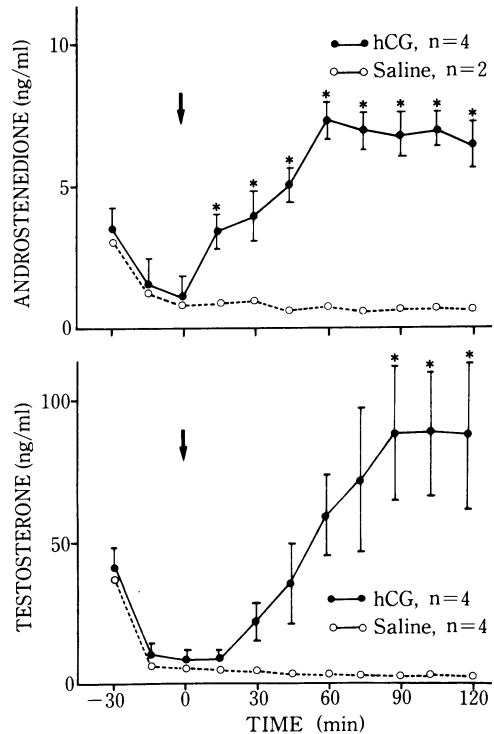 10
hCG, n=4
Saline, n=2
* * * * * * * *
5
0
ANDROSTENEDIONE (ng/ml)
100
* * *
50
hCG, n=4
Saline, n=4
0
TESTOSTERONE (ng/ml)
−30 0 30 60 90 120
TIME (min)